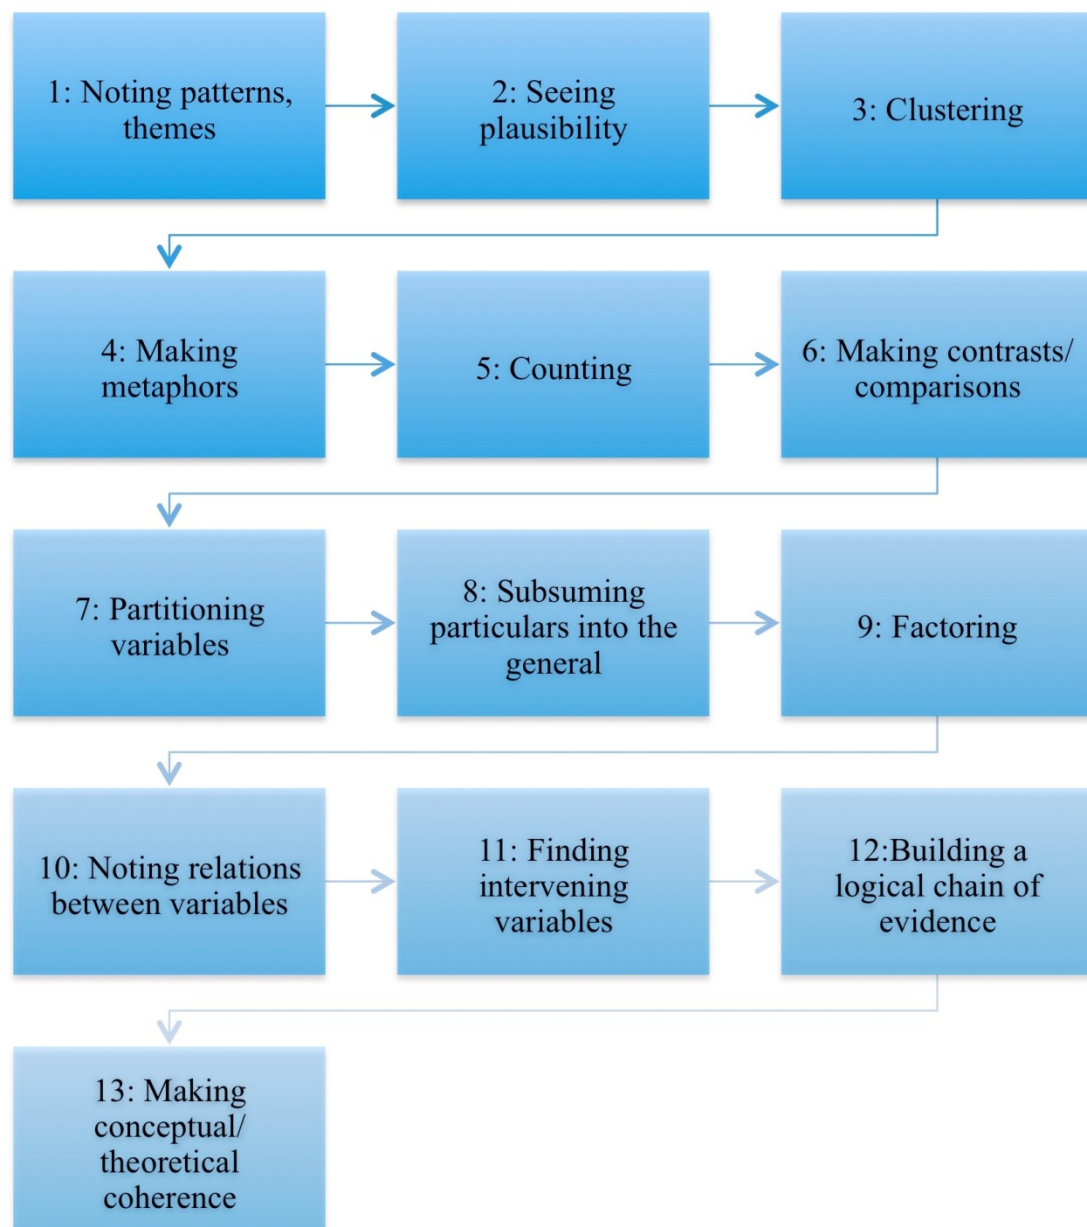 1: Noting patterns,
themes
2: Seeing
plausibility
3: Clustering
4: Making
metaphors
5: Counting
6: Making contrasts/
comparisons
7: Partitioning
variables
8: Subsuming
particulars into the
general
9: Factoring
10: Noting relations
between variables
11: Finding
intervening
variables
12:Building a
logical chain of
evidence
13: Making
conceptual/
theoretical
coherence